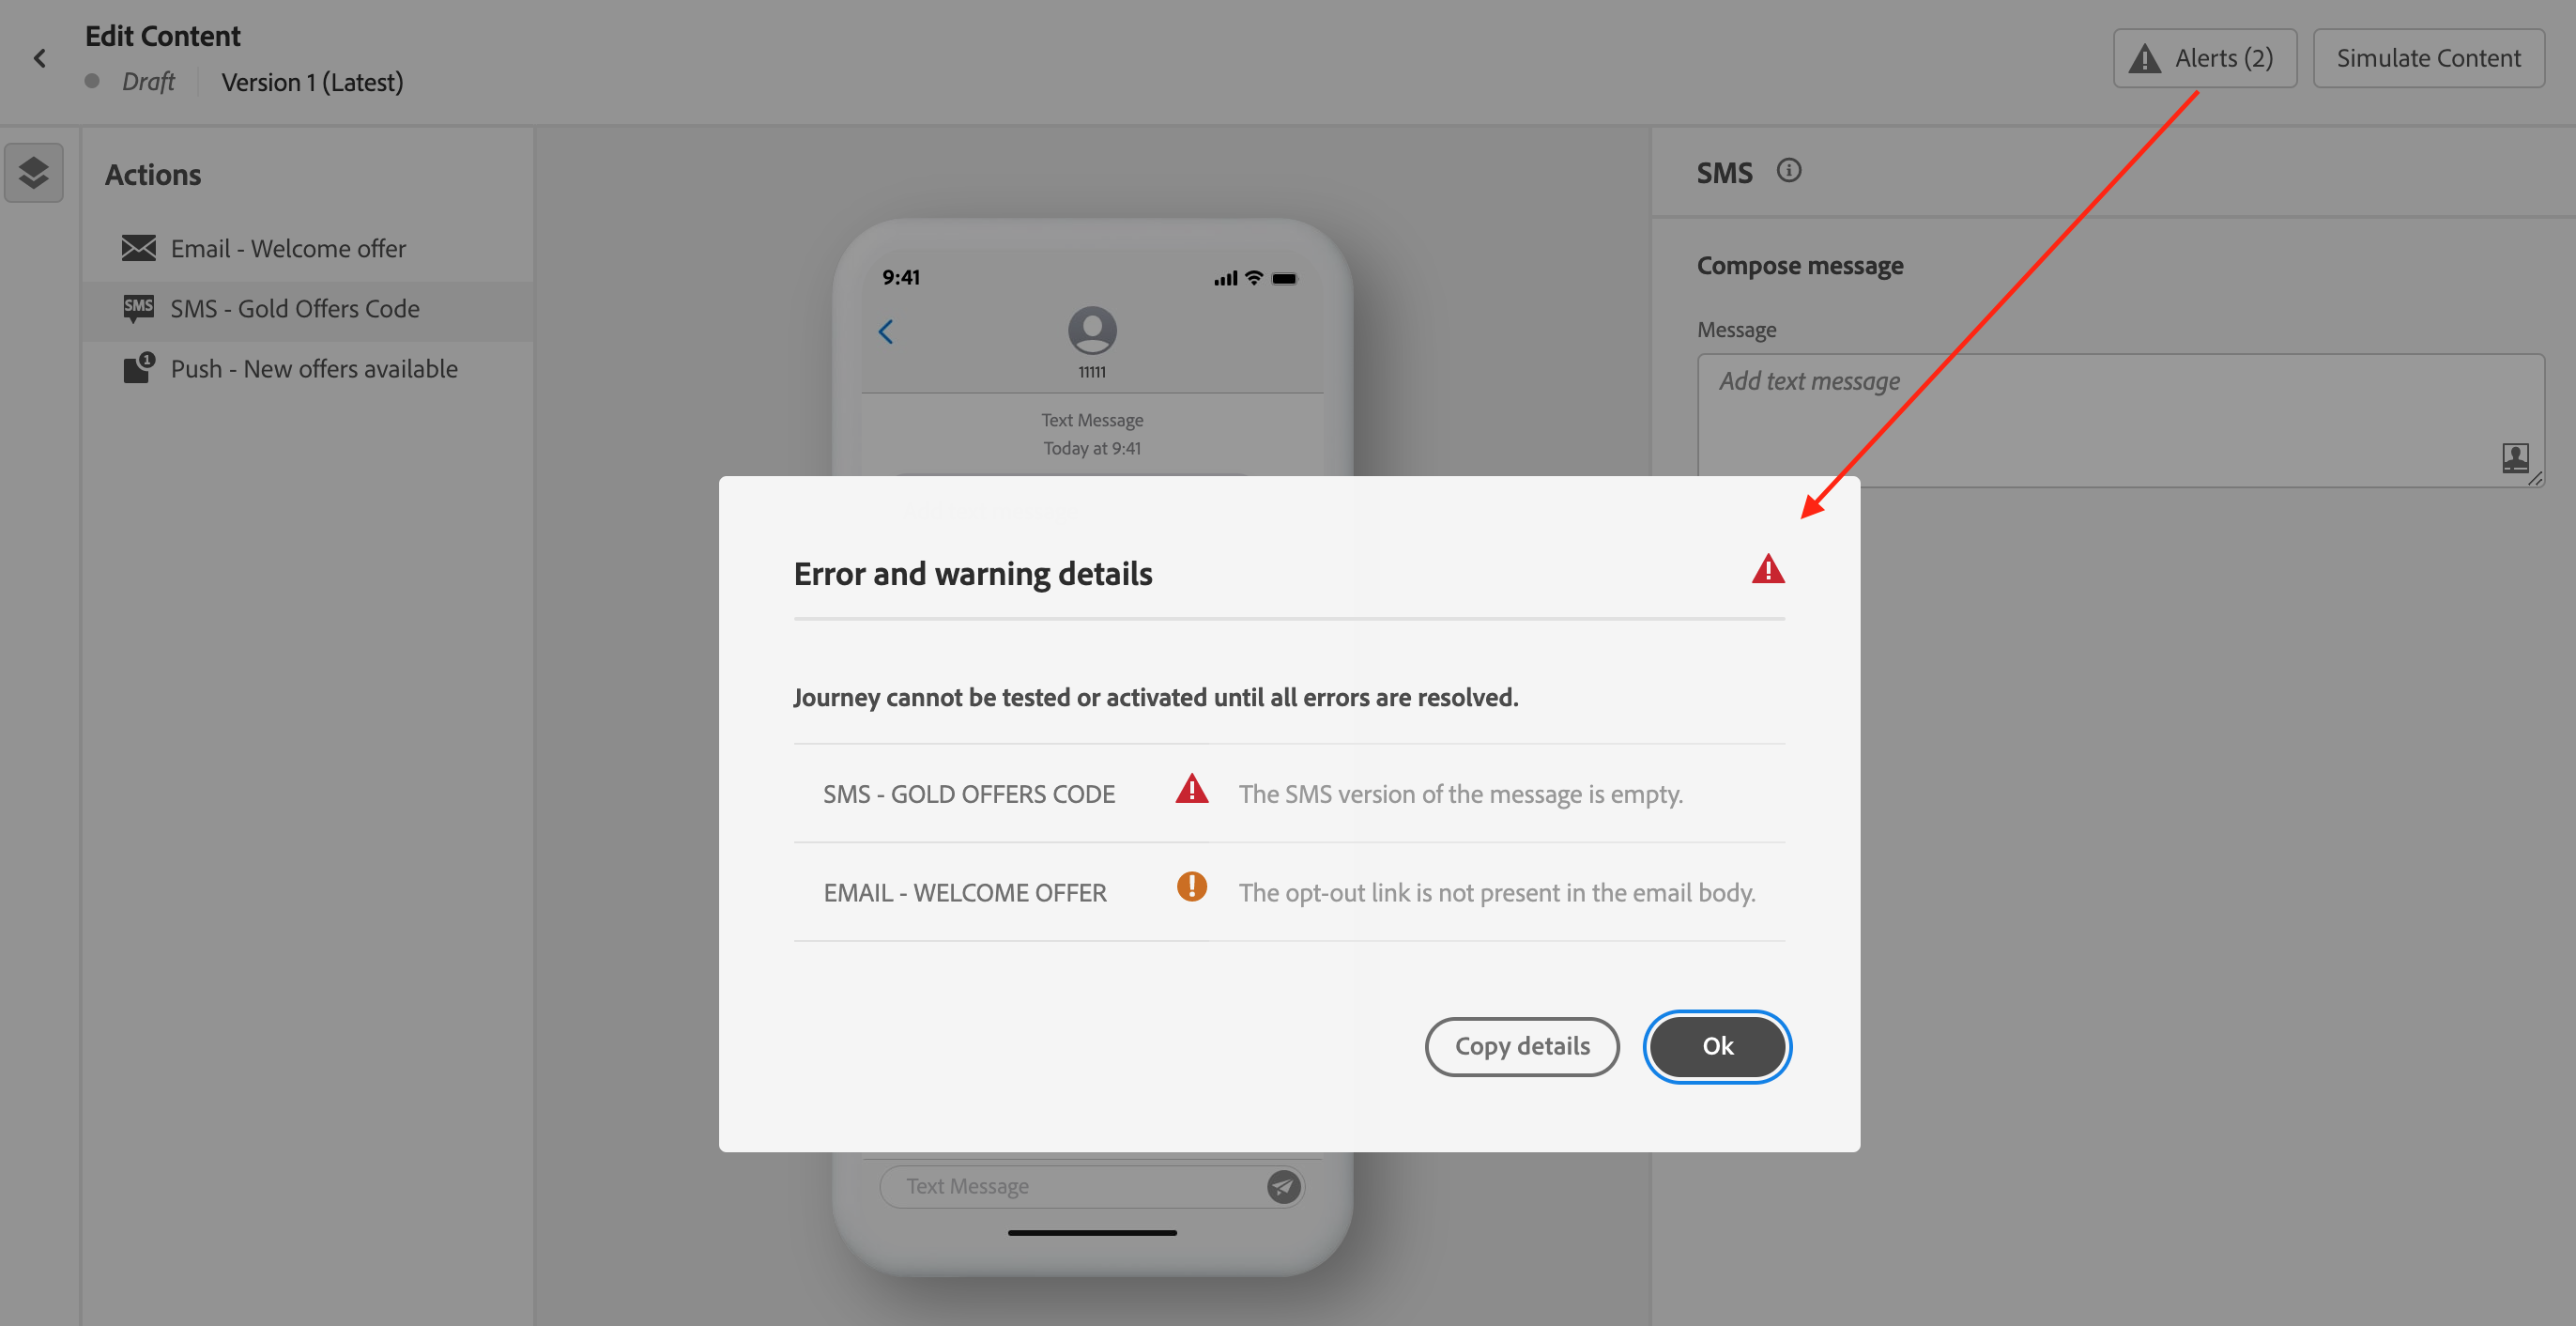 Edit Content
Draft
Version 1 (Latest)
Alerts (2)
Simulate Content
Actions
Email - Welcome offer
SMS
SMS - Gold Offers Code
1
Push - New offers available
9:41
11111
Text Message
Today at 9:41
SMS
Compose message
Message
Add text message
Error and warning details
Journey cannot be tested or activated until all errors are resolved.
SMS - GOLD OFFERS CODE
The SMS version of the message is empty.
EMAIL - WELCOME OFFER
The opt-out link is not present in the email body.
Copy details
Ok
Text Message